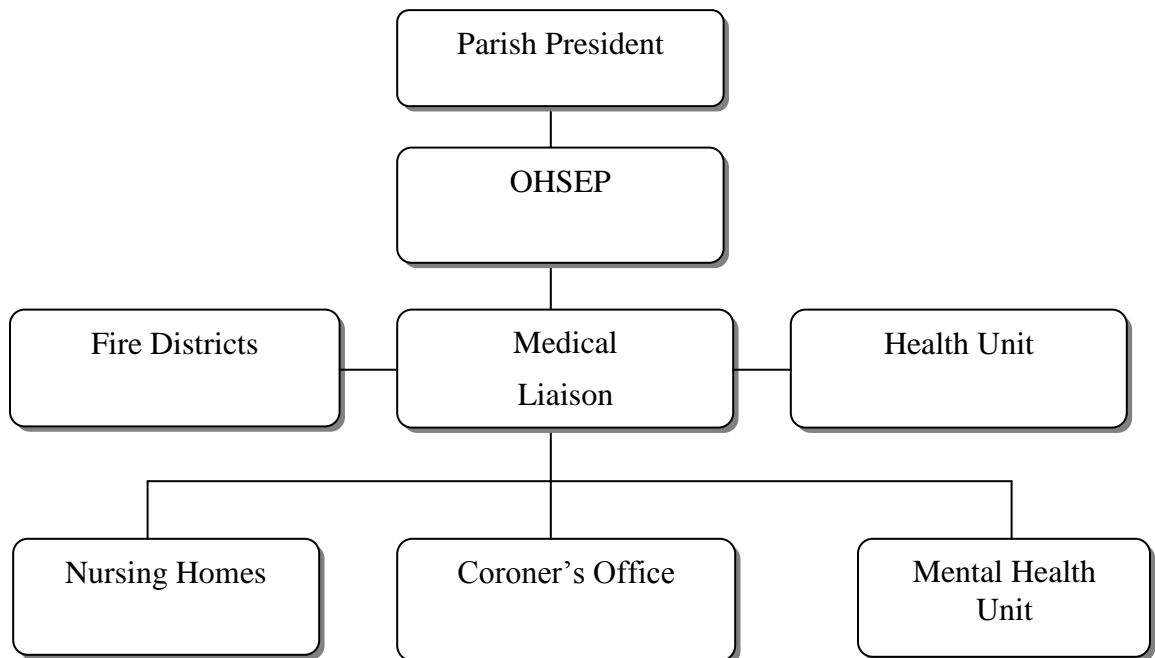 Parish President
OHSEP
Fire Districts
Medical
Liaison
Health Unit
Nursing Homes
Coroner’s Office
Mental Health
Unit